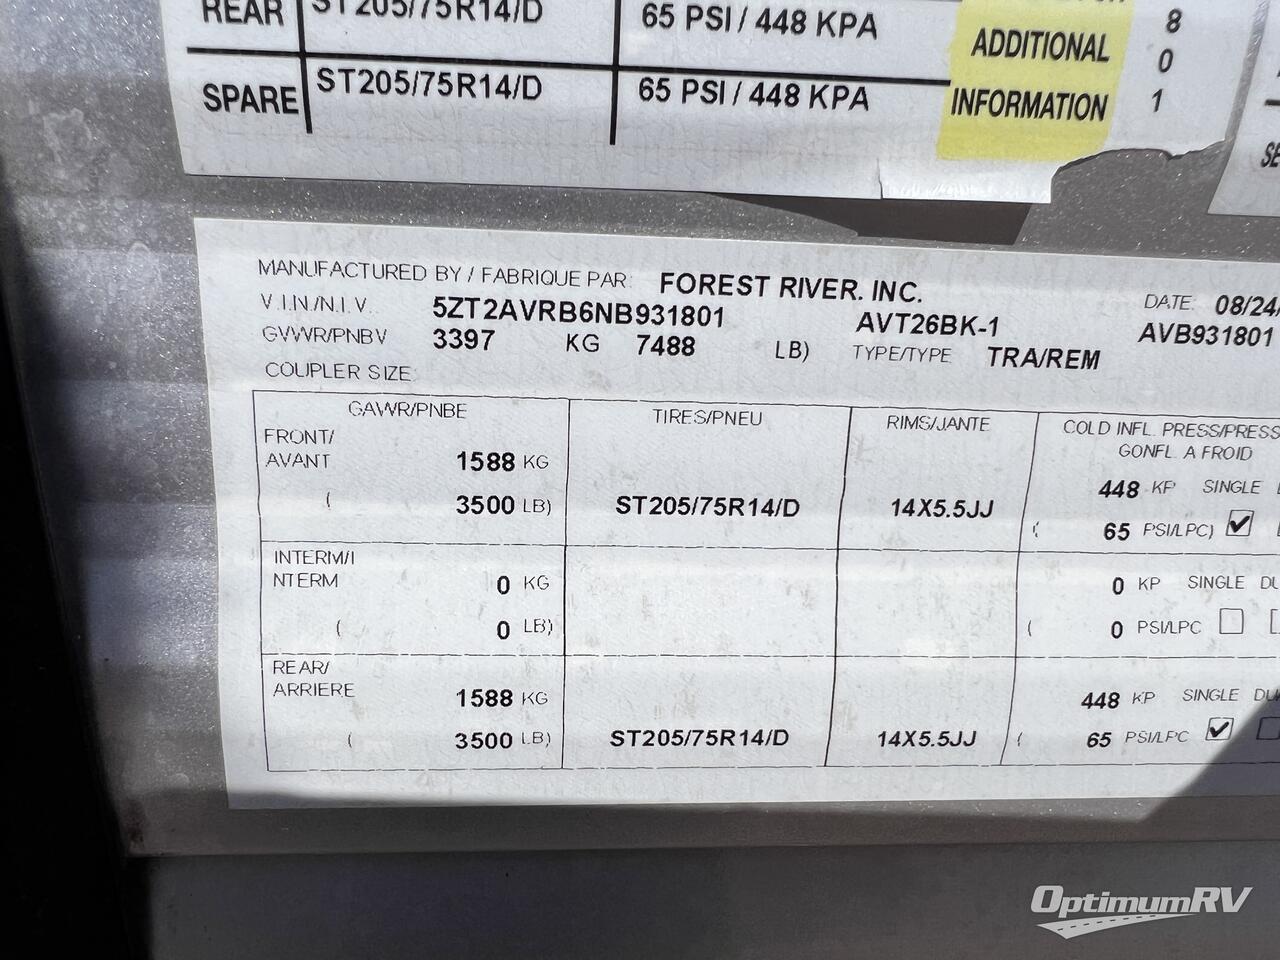 REAR ST205/75R14/D 65 PSI / 448 KPA 8
ADDITIONAL 0
SPARE ST205/75R14/D 65 PSI / 448 KPA INFORMATION 1
MANUFACTURED BY / FABRIQUE PAR: FOREST RIVER. INC. DATE: 08/24/
V.I.N./N.I.V. 5ZT2AVRB6NB931801 AVT26BK-1 AVB931801
GVWR/PNBV 3397 KG 7488 LB) TYPE/TYPE TRA/REM
COUPLER SIZE:
GAWR/PNBE TIRES/PNEU RIMS/JANTE COLD INFL. PRESS/PRESS
GONFL. A FROID
FRONT/
AVANT 1588 KG 448 KP SINGLE
( 3500 LB) ST205/75R14/D 14X5.5JJ ( 65 PSI/LPC) ✔
INTERM/I
NTERM 0 KG 0 KP SINGLE DU
( 0 LB) ( 0 PSI/LPC
REAR/
ARRIERE 1588 KG 448 KP SINGLE DU
( 3500 LB) ST205/75R14/D 14X5.5JJ ( 65 PSI/LPC ✔
OptimumRV